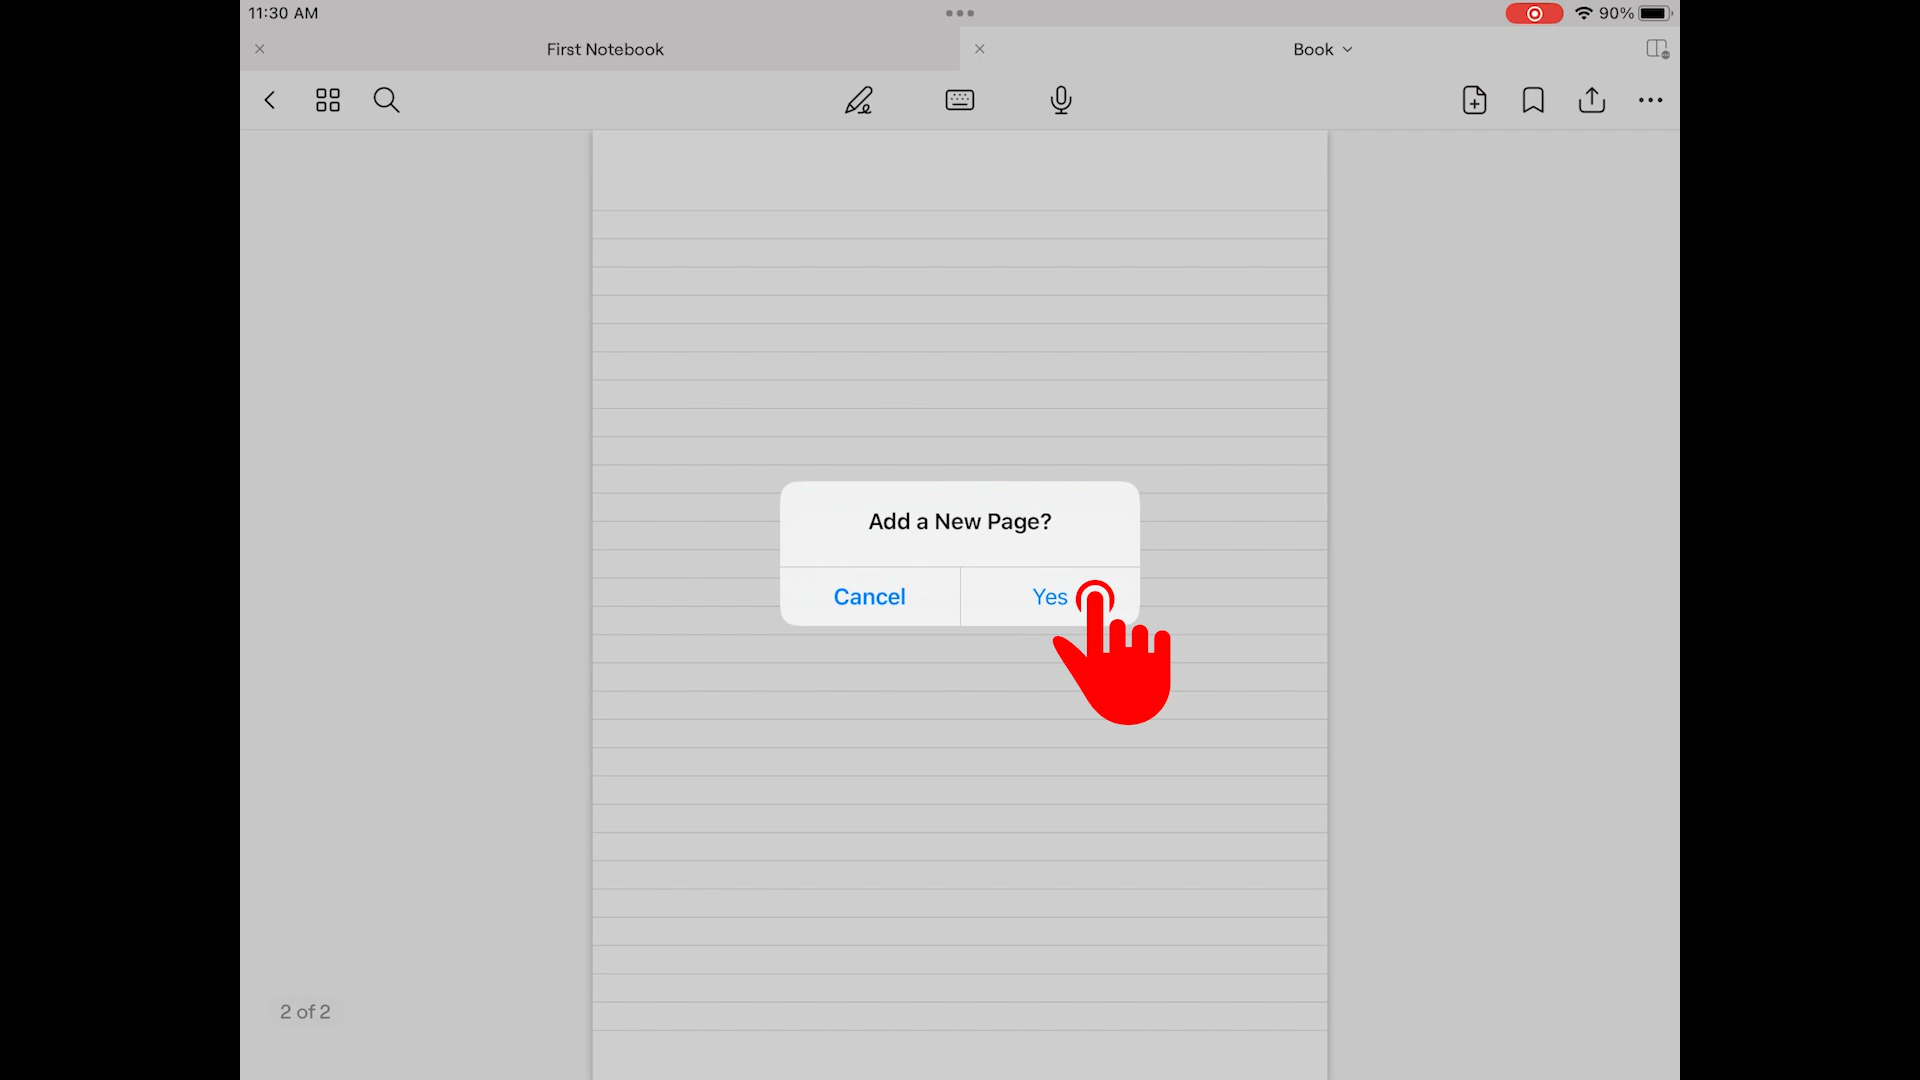 11:30 AM
90%
First Notebook
Book
Add a New Page?
Cancel
Yes
2 of 2